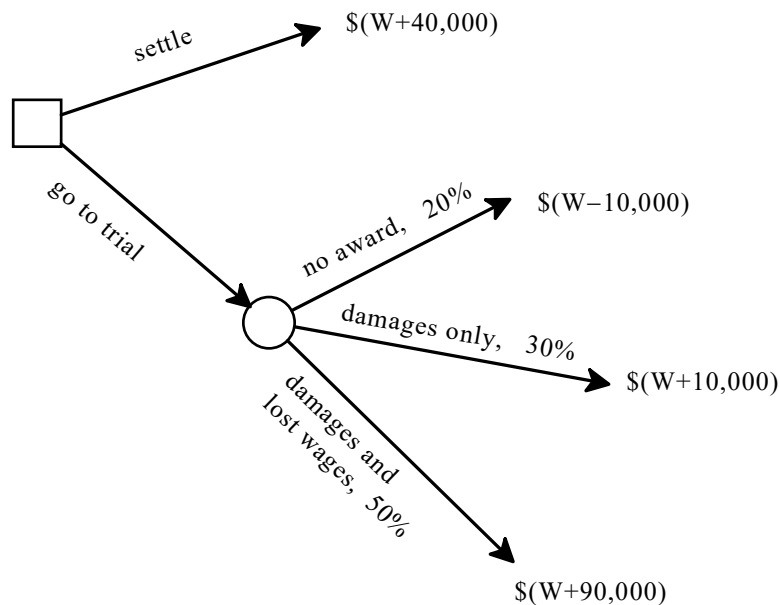 settle
$(W+40,000)
go to trial
no award, 20%
$(W−10,000)
damages only, 30%
$(W+10,000)
damages and
lost wages, 50%
$(W+90,000)